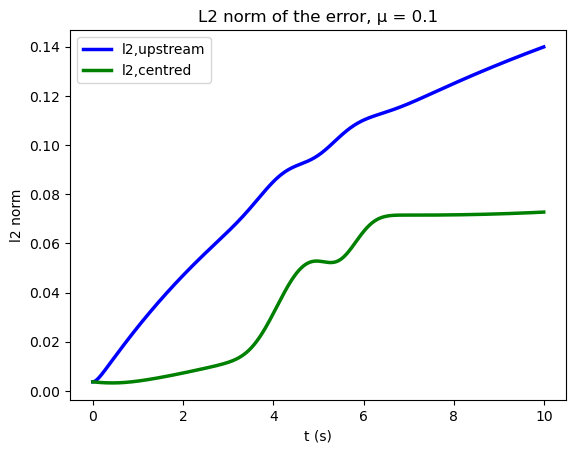 L2 norm of the error, μ = 0.1
l2,upstream
l2,centred
l2 norm
0.14
0.12
0.10
0.08
0.06
0.04
0.02
0.00
0 2 4 6 8 10
t (s)